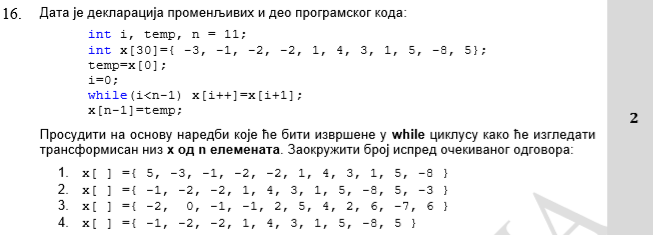 16. Дата је декларација променљивих и део програмског кода:
int i, temp, n = 11;
int x[30]={ -3, -1, -2, -2, 1, 4, 3, 1, 5, -8, 5};
temp=x[0];
i=0;
while(i<n-1) x[i++]=x[i+1];
x[n-1]=temp;
Просудити на основу наредби које ће бити извршене у while циклусу како ће изгледати
трансформисан низ x од n елемената. Заокружити број испред очекиваног одговора:
2
1. x[ ] ={ 5, -3, -1, -2, -2, 1, 4, 3, 1, 5, -8 }
2. x[ ] ={ -1, -2, -2, 1, 4, 3, 1, 5, -8, 5, -3 }
3. x[ ] ={ -2, 0, -1, -1, 2, 5, 4, 2, 6, -7, 6 }
4. x[ ] ={ -1, -2, -2, 1, 4, 3, 1, 5, -8, 5 }